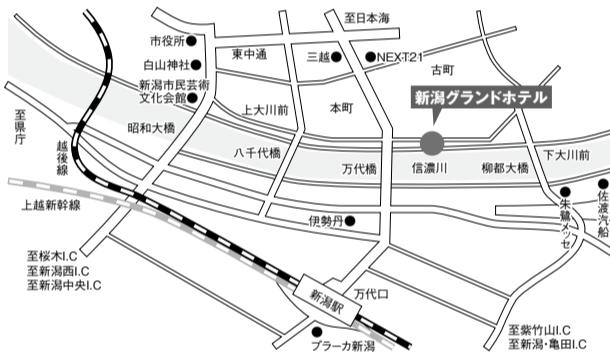 至日本海
市役所
東中通
三越
NEXT21
白山神社
古町
新潟市民芸術
文化会館
上大川前
本町
新潟グランドホテル
至県庁
昭和大橋
越後線
八千代橋
万代橋
信濃川
柳都大橋
下大川前
上越新幹線
伊勢丹
朱鷺メッセ
佐渡汽船
至桜木I.C
至新潟西I.C
至新潟中央I.C
新潟駅
万代口
プラーカ新潟
至紫竹山I.C
至新潟・亀田I.C